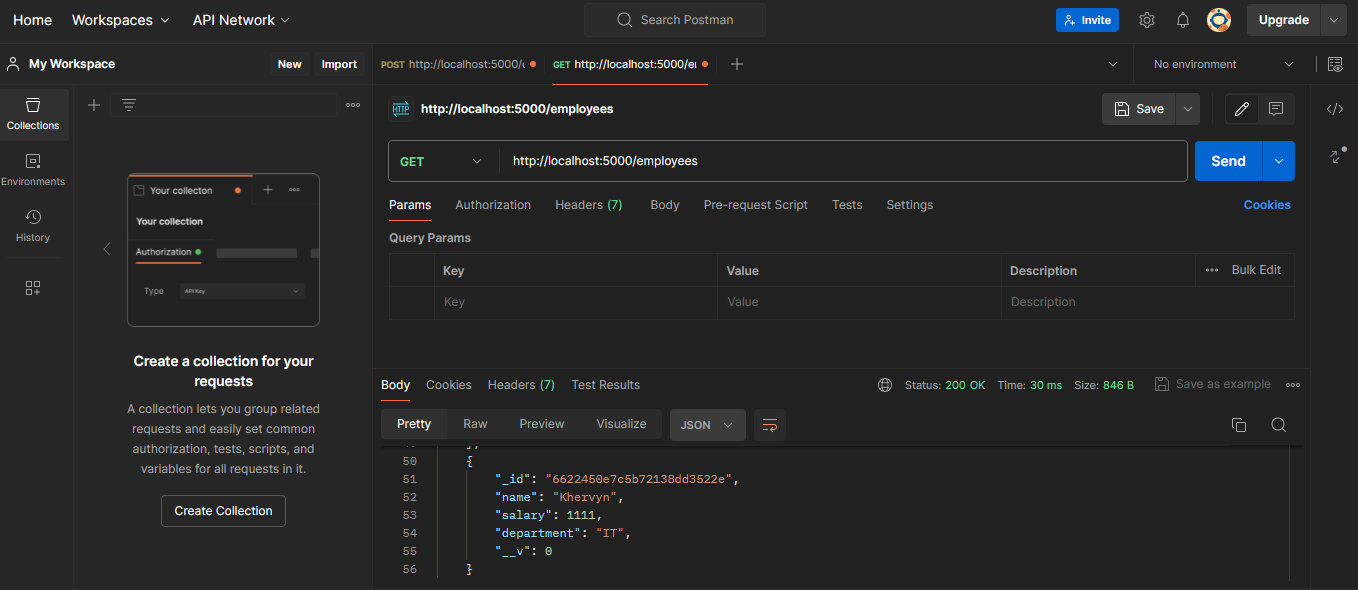 Home Workspaces API Network Search Postman Invite Upgrade
My Workspace New Import POST http://localhost:5000/ GET http://localhost:5000/e No environment
Collections
Environments
History
Your collecton
Your collection
Authorization
Type API Key
Create a collection for your
requests
A collection lets you group related
requests and easily set common
authorization, tests, scripts, and
variables for all requests in it.
Create Collection
HTTP http://localhost:5000/employees Save
GET http://localhost:5000/employees Send
Params Authorization Headers (7) Body Pre-request Script Tests Settings Cookies
Query Params
Key Value Description Bulk Edit
Key Value Description
Body Cookies Headers (7) Test Results Status: 200 OK Time: 30 ms Size: 846 B Save as example
Pretty Raw Preview Visualize JSON
50 {
51 "_id": "6622450e7c5b72138dd3522e",
52 "name": "Khervyn",
53 "salary": 1111,
54 "department": "IT",
55 "__v": 0
56 }